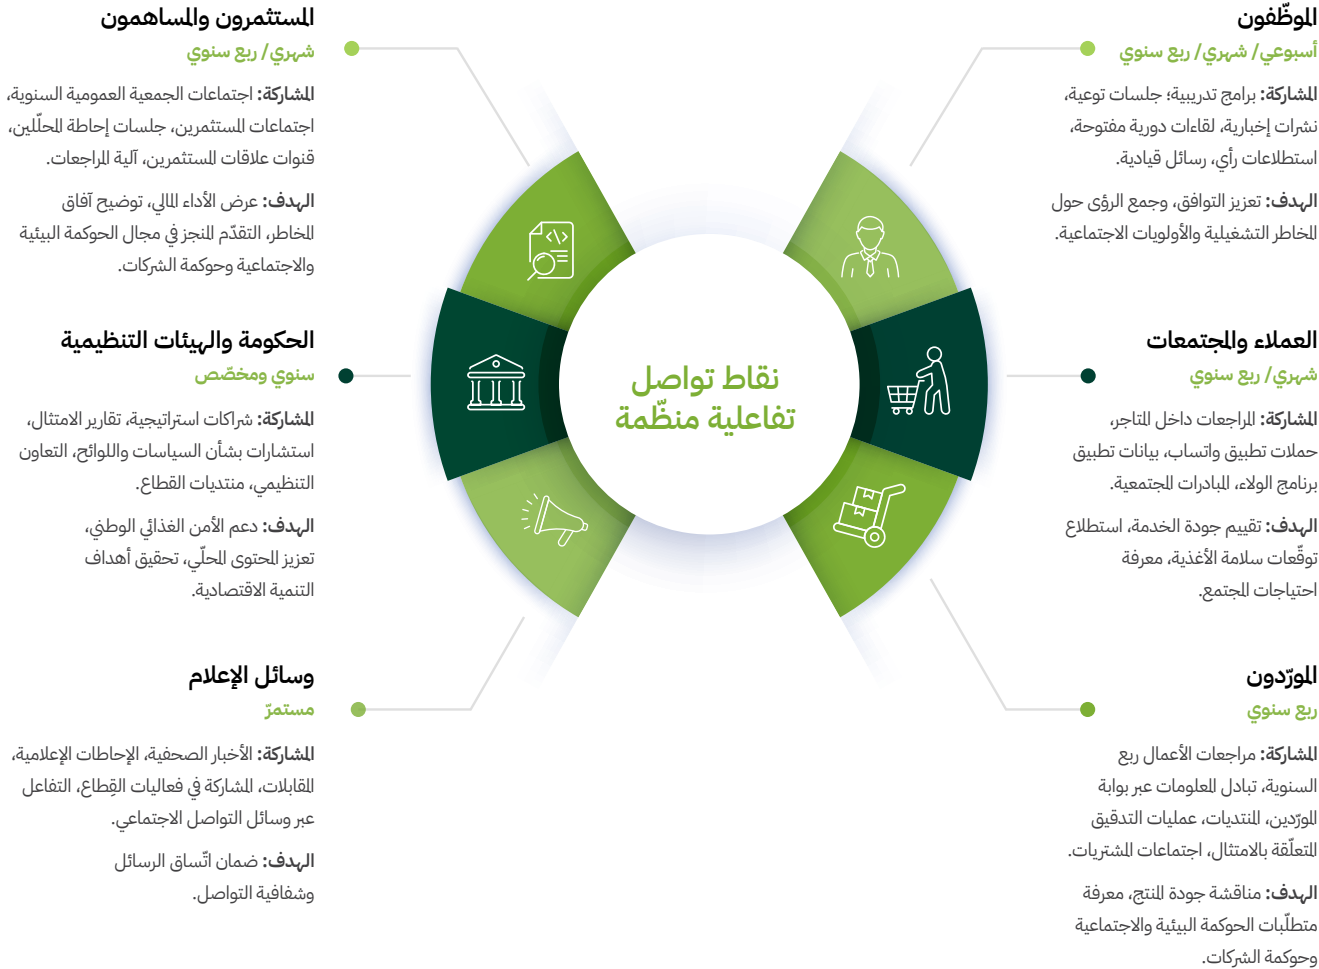 الموظّفون
أسبوعي/ شهري/ ربع سنوي
المشاركة: برامج تدريبية؛ جلسات توعية،
نشرات إخبارية، لقاءات دورية مفتوحة،
استطلاعات رأي، رسائل قيادية.
الهدف: تعزيز التوافق، وجمع الرؤى حول
المخاطر التشغيلية والأولويات الاجتماعية.
العملاء والمجتمعات
شهري/ ربع سنوي
المشاركة: المراجعات داخل المتاجر،
حملات تطبيق واتساب، بيانات تطبيق
برنامج الولاء، المبادرات المجتمعية.
الهدف: تقييم جودة الخدمة، استطلاع
توقّعات سلامة الأغذية، معرفة
احتياجات المجتمع.
المورّدون
ربع سنوي
المشاركة: مراجعات الأعمال ربع
السنوية، تبادل المعلومات عبر بوابة
المورّدين، المنتديات، عمليات التدقيق
المتعلّقة بالامتثال، اجتماعات المشتريات.
الهدف: مناقشة جودة المنتج، معرفة
متطلّبات الحوكمة البيئية والاجتماعية
وحوكمة الشركات.
نقاط تواصل
تفاعلية منظّمة
المستثمرون والمساهمون
شهري/ ربع سنوي
المشاركة: اجتماعات الجمعية العمومية السنوية،
اجتماعات المستثمرين، جلسات إحاطة المحلّلين،
قنوات علاقات المستثمرين، آلية المراجعات.
الهدف: عرض الأداء المالي، توضيح آفاق
المخاطر، التقدّم المنجز في مجال الحوكمة البيئية
والاجتماعية وحوكمة الشركات.
الحكومة والهيئات التنظيمية
سنوي ومخصّص
المشاركة: شراكات استراتيجية، تقارير الامتثال،
استشارات بشأن السياسات واللوائح، التعاون
التنظيمي، منتديات القطاع.
الهدف: دعم الأمن الغذائي الوطني،
تعزيز المحتوى المحلّي، تحقيق أهداف
التنمية الاقتصادية.
وسائل الإعلام
مستمرّ
المشاركة: الأخبار الصحفية، الإحاطات الإعلامية،
المقابلات، المشاركة في فعاليات القِطاع، التفاعل
عبر وسائل التواصل الاجتماعي.
الهدف: ضمان اتّساق الرسائل
وشفافية التواصل.